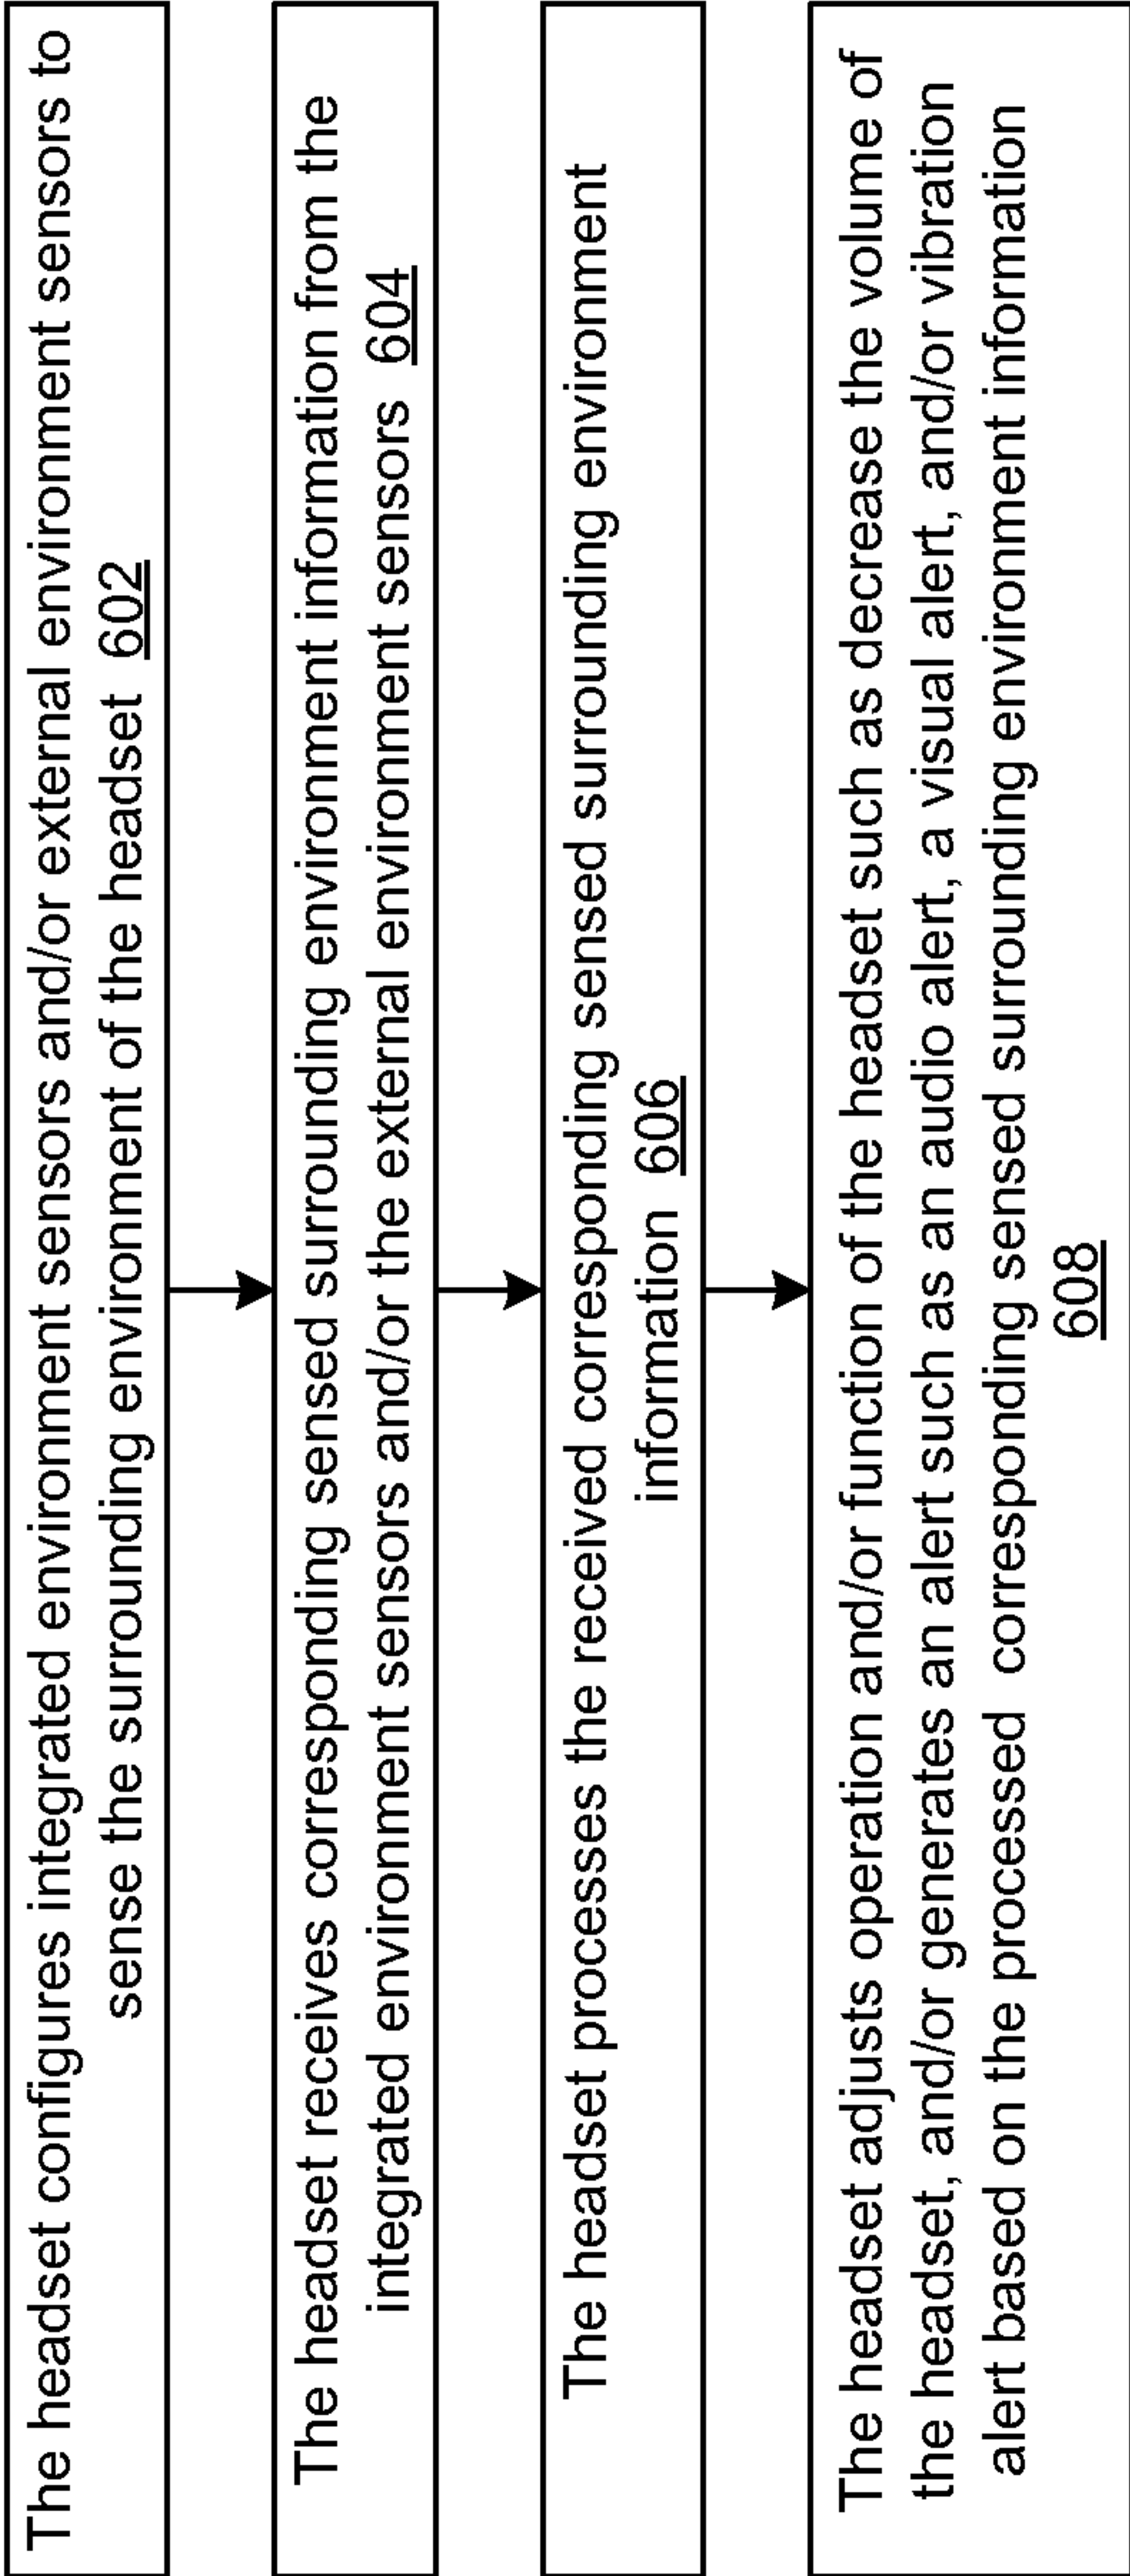 The headset configures integrated environment sensors and/or external environment sensors to
sense the surrounding environment of the headset 602
The headset receives corresponding sensed surrounding environment information from the
integrated environment sensors and/or the external environment sensors 604
The headset processes the received corresponding sensed surrounding environment
information 606
The headset adjusts operation and/or function of the headset such as decrease the volume of
the headset, and/or generates an alert such as an audio alert, a visual alert, and/or vibration
alert based on the processed corresponding sensed surrounding environment information
608